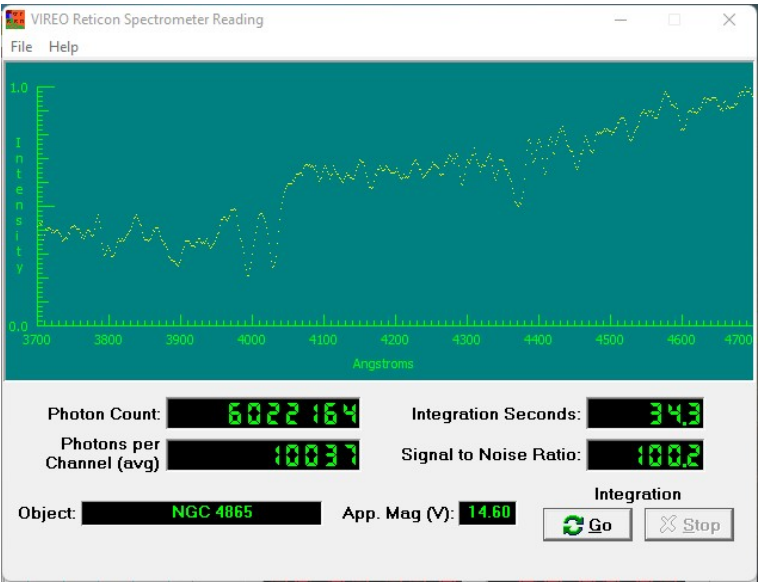 VIREO Reticon Spectrometer Reading
File Help
1.0
Intensity
0.0
3700 3800 3900 4000 4100 4200 4300 4400 4500 4600 4700
Angstroms
Photon Count: 6022164 Integration Seconds: 34.3
Photons per
Channel (avg) 10037 Signal to Noise Ratio: 100.2
Integration
Object: NGC 4865 App. Mag (V): 14.60 Go Stop